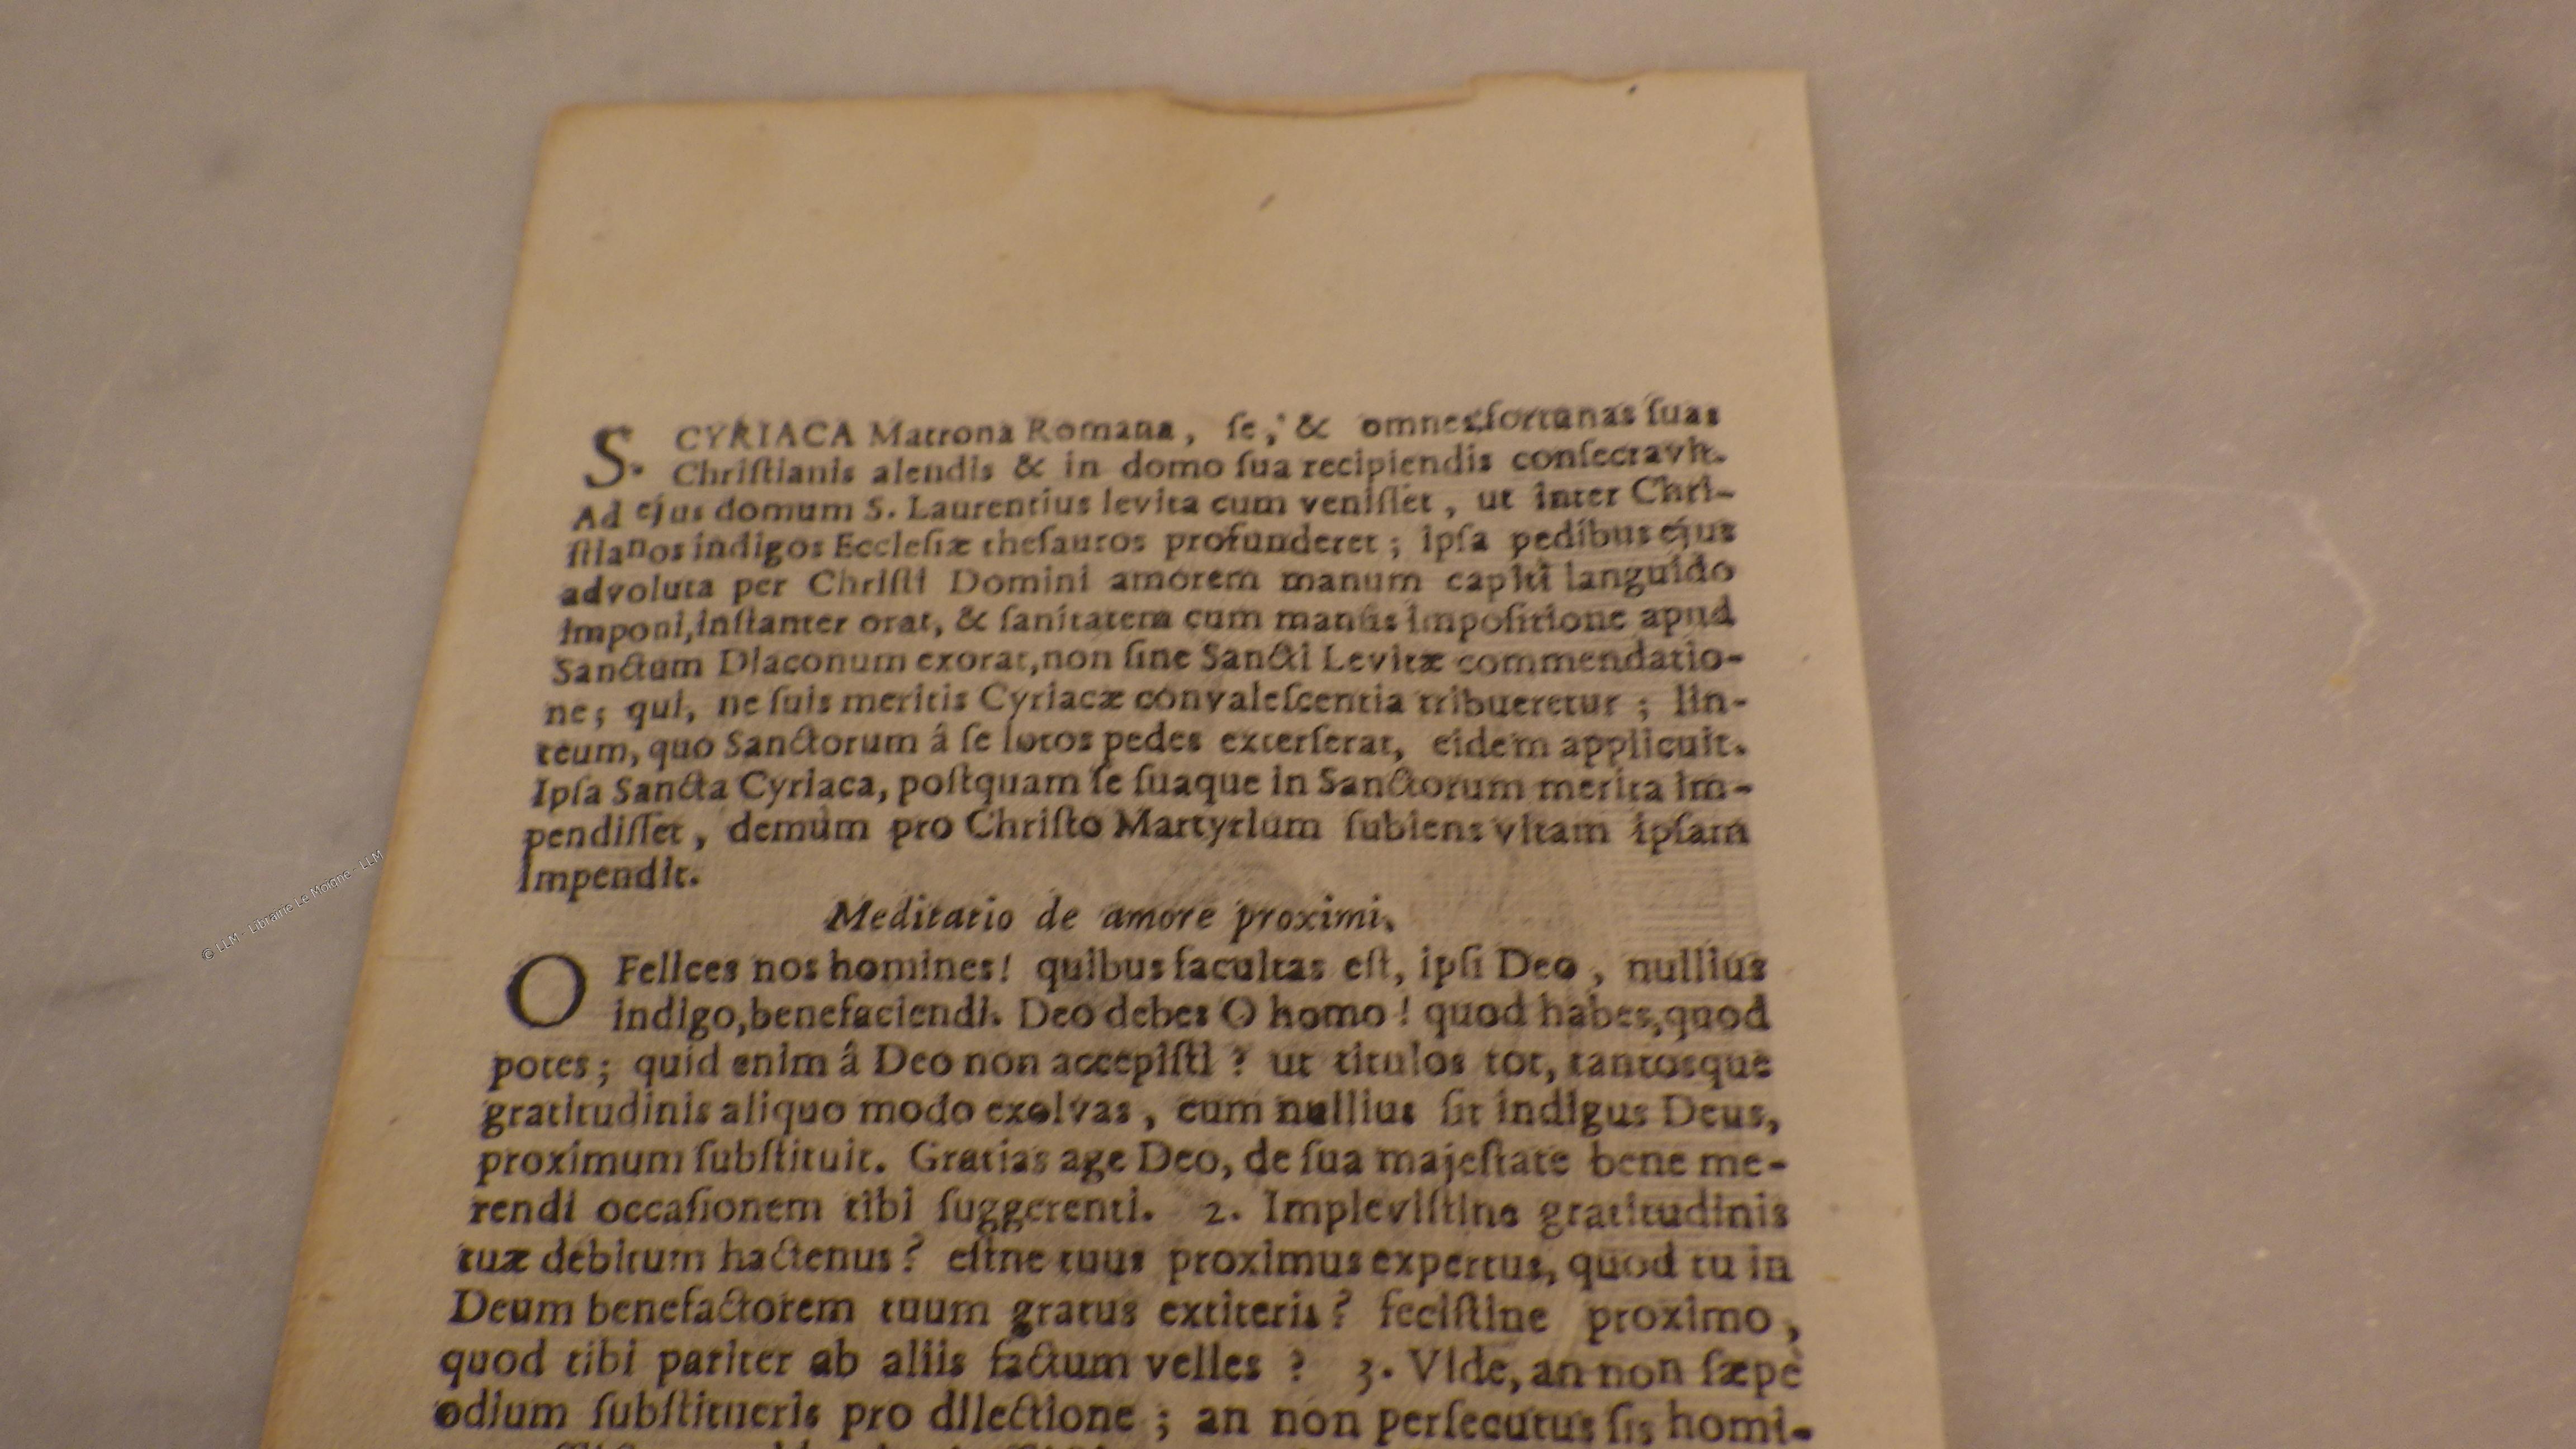 S. CYRIACA Matrona Romana, ſe, & omnes fortunas ſuas
Chriſtianis alendis & in domo ſua recipiendis conſecravit.
Ad ejus domum S. Laurentius levita cum veniſſet, ut inter Chri-
ſtianos indigos Eccleſiæ theſauros profunderet; ipſa pedibus ejus
advoluta per Chriſti Domini amorem manum capiti languido
imponi, inſtanter orat, & ſanitatem cum manûs impoſitione apud
Sanctum Diaconum exorat, non ſine Sancti Levitæ commendatio-
ne; qui, ne ſuis meritis Cyriacæ convaleſcentia tribueretur; lin-
teum, quo Sanctorum â ſe lotos pedes exterſerat, eidem applicuit.
Ipſa Sancta Cyriaca, poſtquam ſe ſuaque in Sanctorum merita im-
pendiſſet, demùm pro Chriſto Martyrium ſubiens vitam ipſam
impendit.
Meditatio de amore proximi.
O Felices nos homines! quibus facultas eſt, ipſi Deo, nullius
indigo, benefaciendi. Deo debes O homo! quod habes, quod
potes; quid enim â Deo non accepiſti? ut titulos tot, tantosque
gratitudinis aliquo modo exolvas, cum nullius ſit indigus Deus,
proximum ſubſtituit. Gratias age Deo, de ſua majeſtate bene me-
rendi occaſionem tibi ſuggerenti. 2. Impleviſtine gratitudinis
tuæ debitum hactenus? eſtne tuus proximus expertus, quod tu in
Deum benefactorem tuum gratus extiteris? feciſtine proximo,
quod tibi pariter ab aliis factum velles? 3. Vide, an non ſæpè
odium ſubſtitueris pro dilectione; an non perſecutus ſis homi-
© LLM - Librairie Le Moigne - LLM